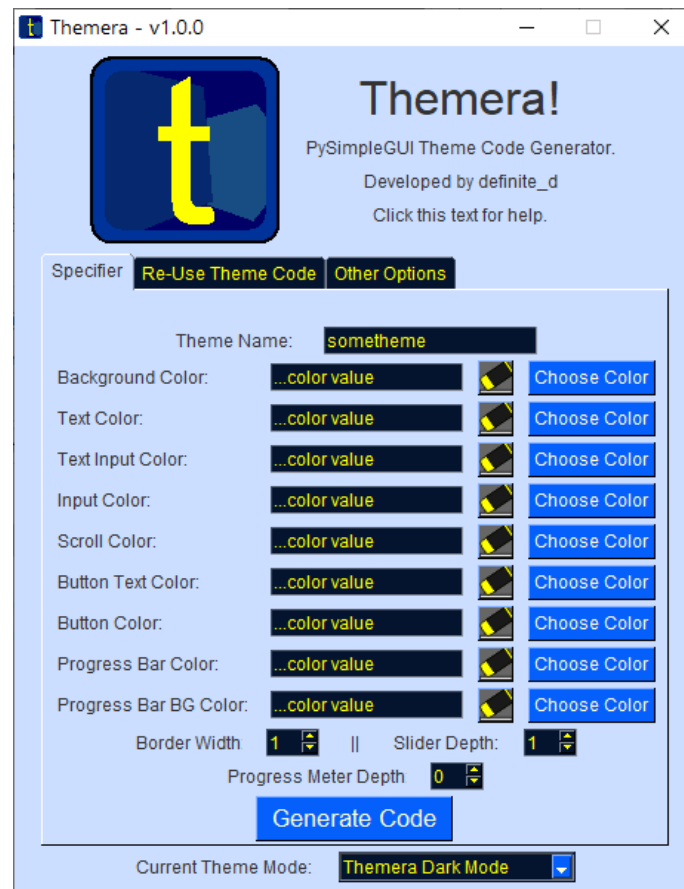 Themera - v1.0.0
t
Themera!
PySimpleGUI Theme Code Generator.
Developed by definite_d
Click this text for help.
Specifier Re-Use Theme Code Other Options
Theme Name: sometheme
Background Color: ...color value Choose Color
Text Color: ...color value Choose Color
Text Input Color: ...color value Choose Color
Input Color: ...color value Choose Color
Scroll Color: ...color value Choose Color
Button Text Color: ...color value Choose Color
Button Color: ...color value Choose Color
Progress Bar Color: ...color value Choose Color
Progress Bar BG Color: ...color value Choose Color
Border Width 1 || Slider Depth: 1
Progress Meter Depth 0
Generate Code
Current Theme Mode: Themera Dark Mode